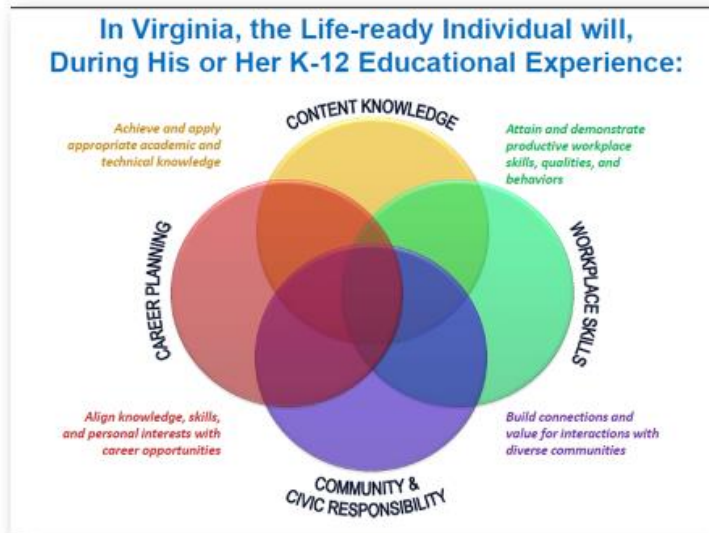 In Virginia, the Life-ready Individual will,
During His or Her K-12 Educational Experience:
CONTENT KNOWLEDGE
Achieve and apply
appropriate academic and
technical knowledge
Attain and demonstrate
productive workplace
skills, qualities, and
behaviors
CAREER PLANNING
WORKPLACE SKILLS
Align knowledge, skills,
and personal interests with
career opportunities
Build connections and
value for interactions with
diverse communities
COMMUNITY &
CIVIC RESPONSIBILITY